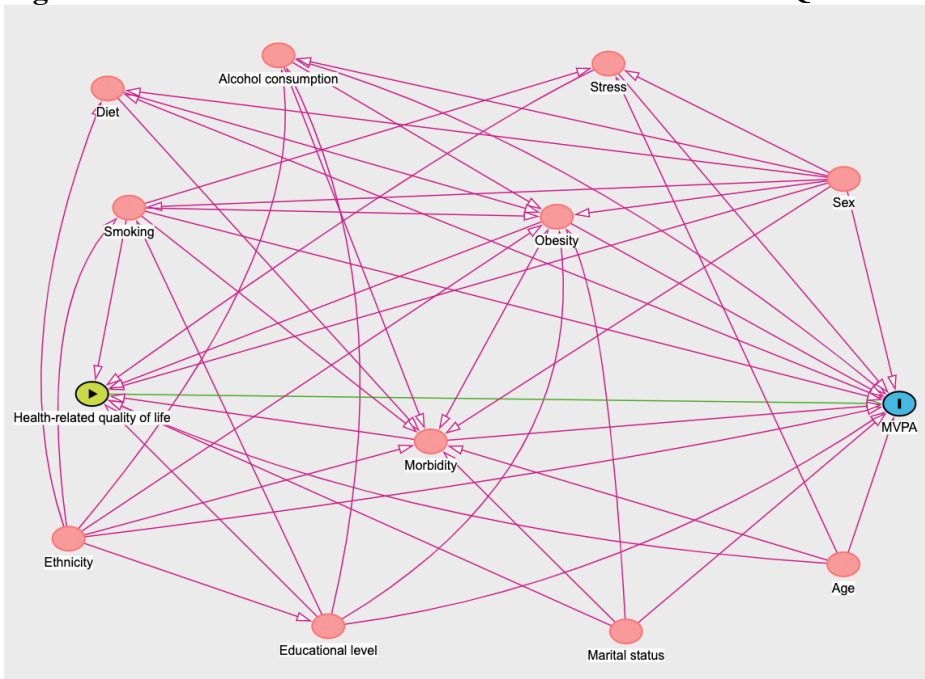 Alcohol consumption
Stress
Diet
Sex
Smoking
Obesity
Health-related quality of life
MVPA
Morbidity
Ethnicity
Age
Educational level
Marital status